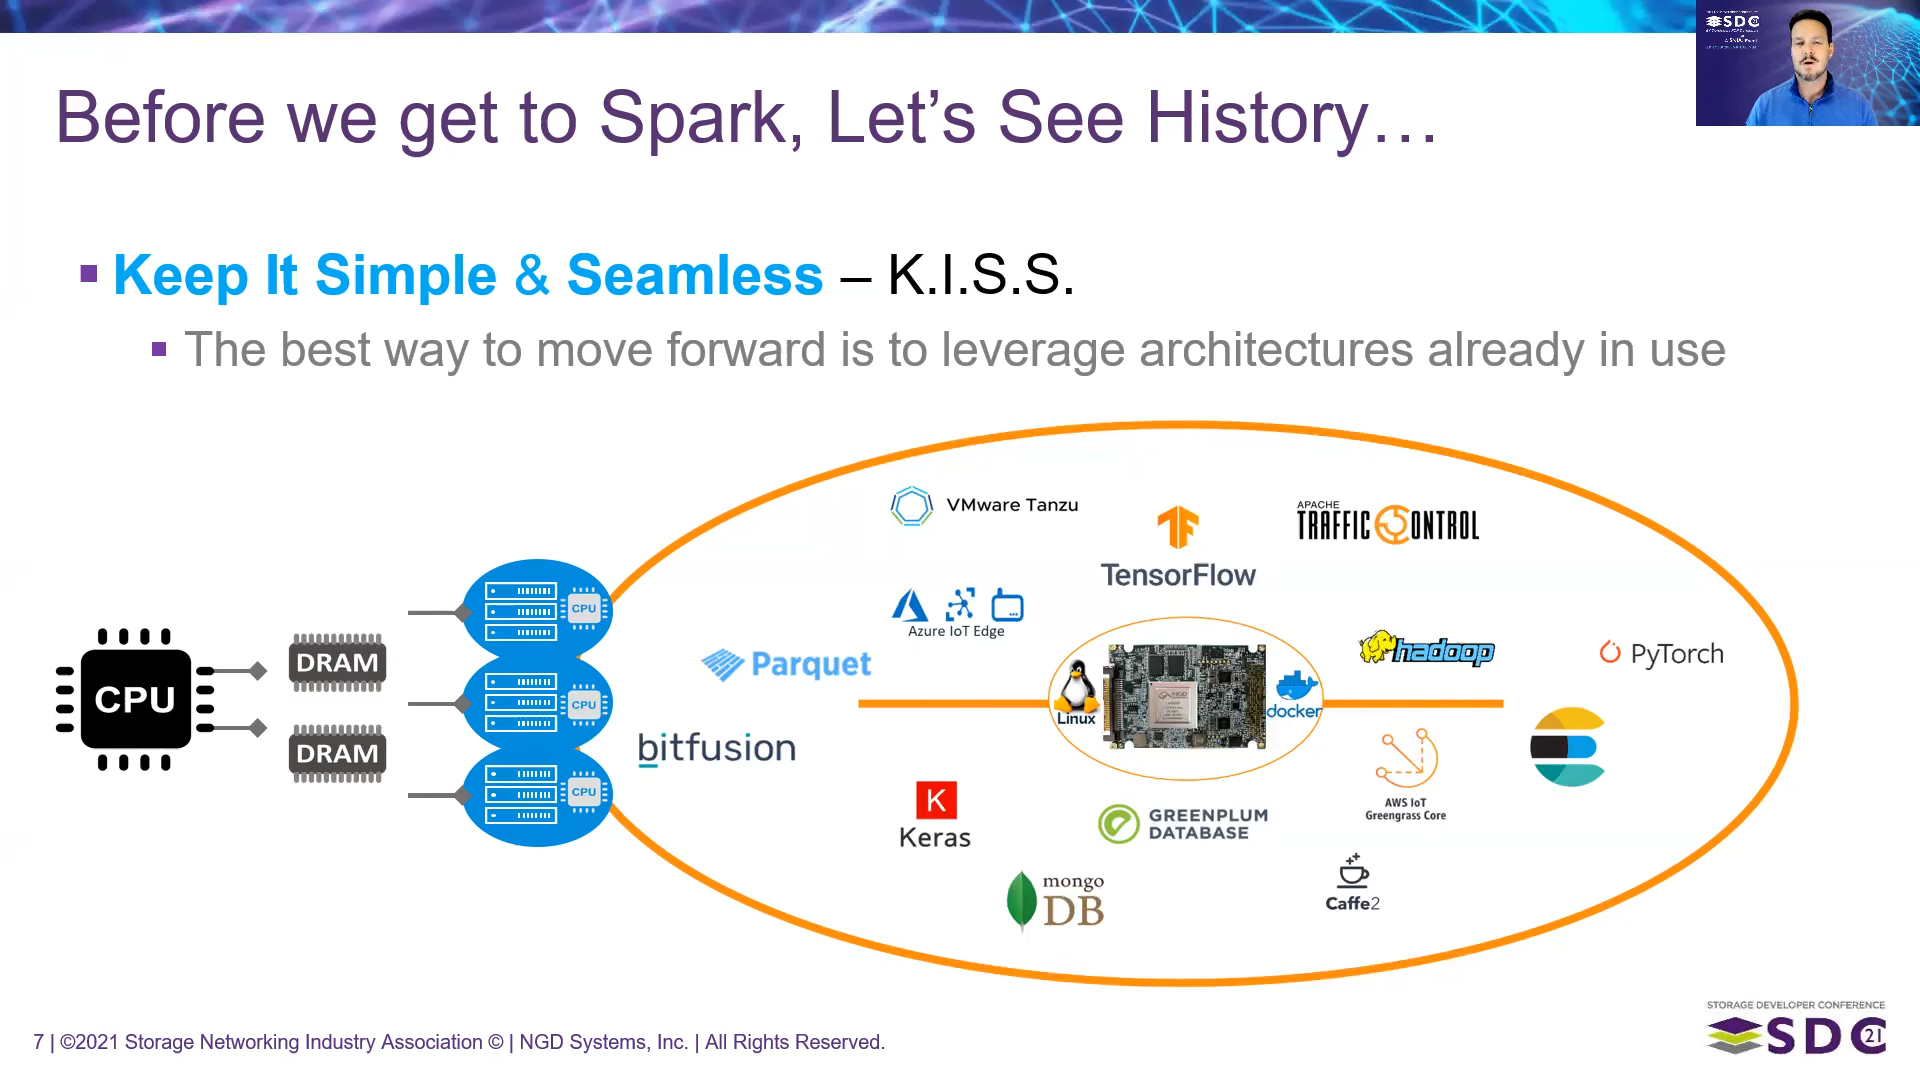 SDC
Before we get to Spark, Let’s See History…
Keep It Simple & Seamless – K.I.S.S.
The best way to move forward is to leverage architectures already in use
VMware Tanzu
TensorFlow
APACHE
TRAFFIC CONTROL
Azure IoT Edge
Parquet
hadoop
PyTorch
CPU
DRAM
DRAM
CPU
CPU
CPU
Linux
NGD
docker
bitfusion
AWS IoT
Greengrass Core
K
Keras
GREENPLUM
DATABASE
mongo
DB
Caffe2
STORAGE DEVELOPER CONFERENCE
SDC 21
7 | ©2021 Storage Networking Industry Association © | NGD Systems, Inc. | All Rights Reserved.